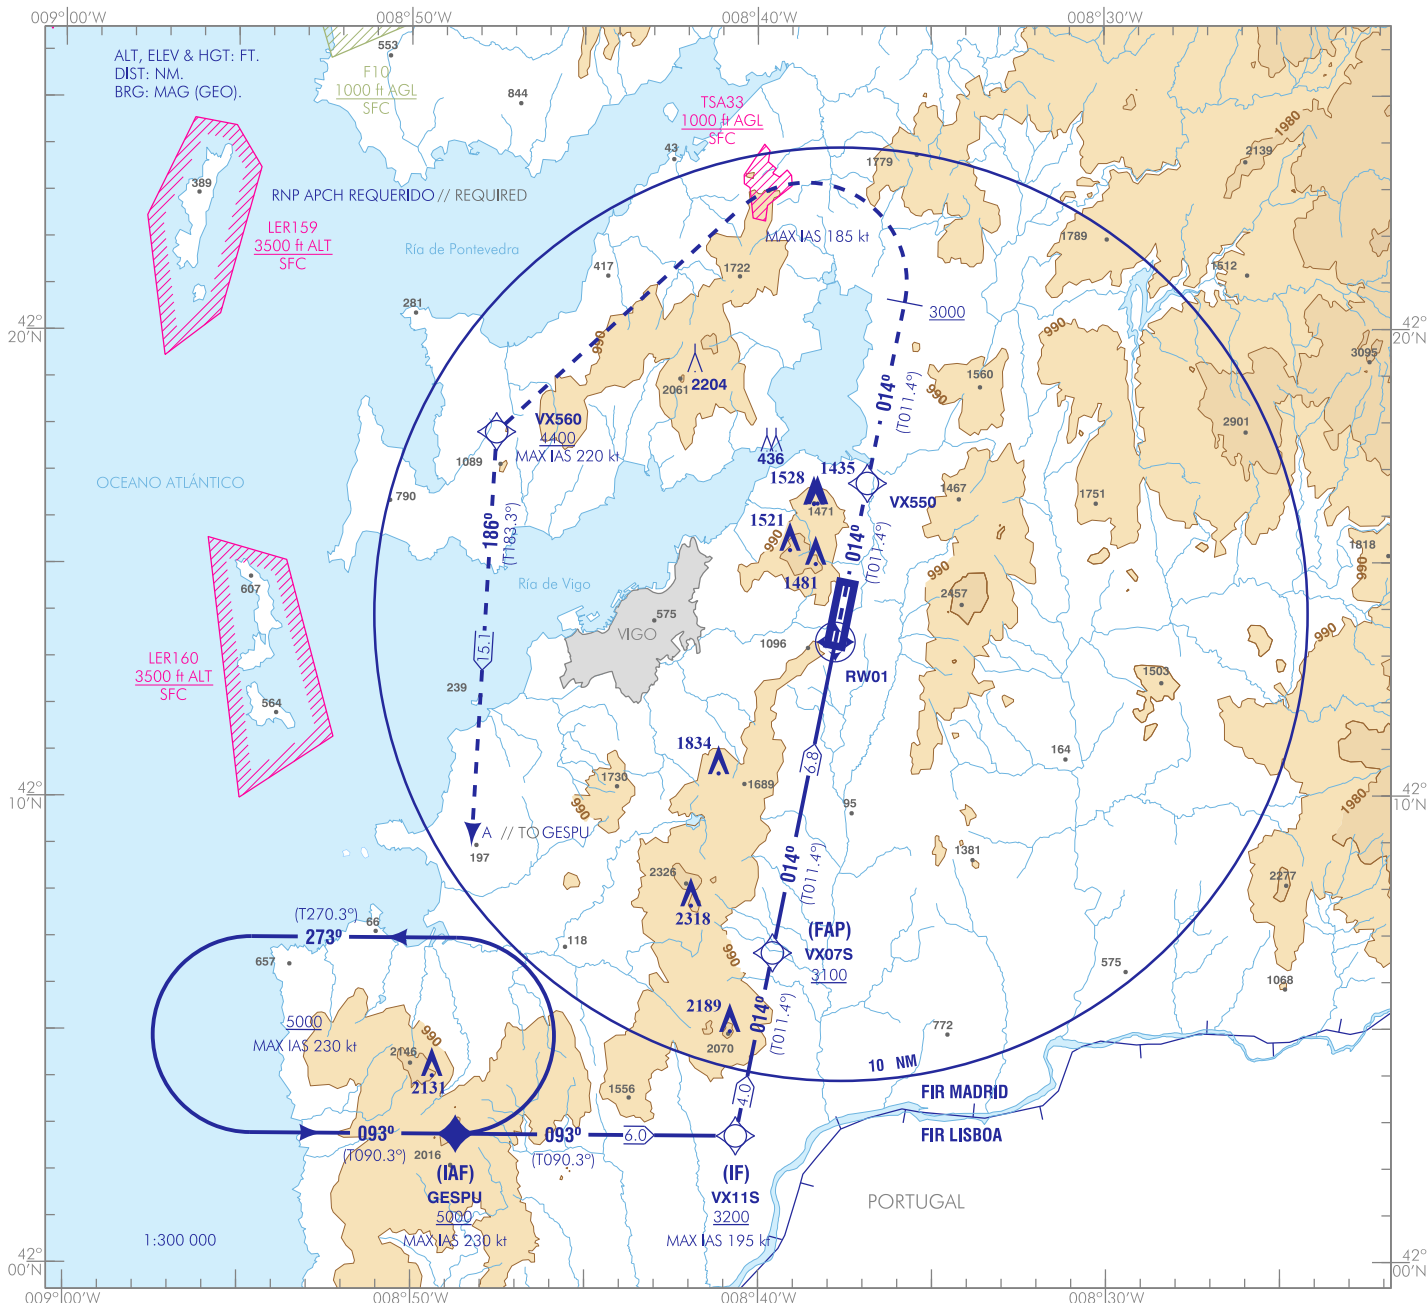 009°00'W
008°50'W
008°40'W
008°30'W
ALT, ELEV & HGT: FT.
DIST: NM.
BRG: MAG (GEO).
553
F10
1000 ft AGL
SFC
844
TSA33
1000 ft AGL
SFC
43
1779
1980
2139
389
RNP APCH REQUERIDO // REQUIRED
LER159
3500 ft ALT
SFC
Ría de Pontevedra
MAX IAS 185 kt
1789
417
1722
1512
281
3000
42°
20'N
42°
20'N
990
990
3095
2204
2061
1560
990
014°
(T011.4°)
VX560
4400
MAX IAS 220 kt
2901
1089
436
1528
1435
OCEANO ATLÁNTICO
790
1471
VX550
1467
1751
186°
(T183.3°)
1521
990
014°
(T011.4°)
1818
990
1481
990
607
Ría de Vigo
2457
575
VIGO
1096
990
LER160
3500 ft ALT
SFC
15.1
RW01
1503
239
564
1834
6.8
164
1730
1689
990
95
42°
10'N
42°
10'N
1980
A // TO GESPU
197
1381
014°
(T011.4°)
2326
2318
2277
(T270.3°)
273°
66
118
(FAP)
VX07S
3100
657
990
575
1068
5000
MAX IAS 230 kt
990
2189
2070
014°
(T011.4°)
772
2146
2131
10 NM
1556
4.0
FIR MADRID
FIR LISBOA
093°
(T090.3°)
093°
(T090.3°)
6.0
2016
(IAF)
GESPU
5000
MAX IAS 230 kt
(IF)
VX11S
3200
MAX IAS 195 kt
PORTUGAL
1:300 000
42°
00'N
42°
00'N
009°00'W
008°50'W
008°40'W
008°30'W